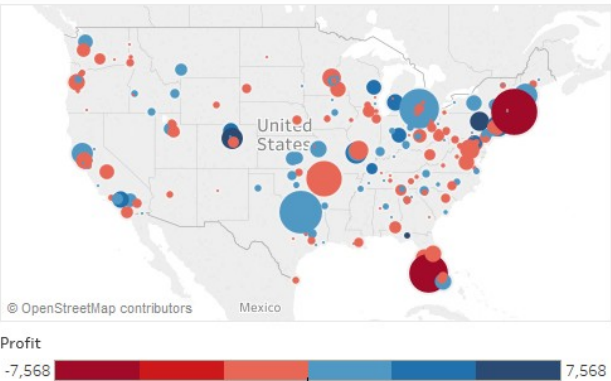 United
States
© OpenStreetMap contributors
Mexico
Profit
-7,568
7,568